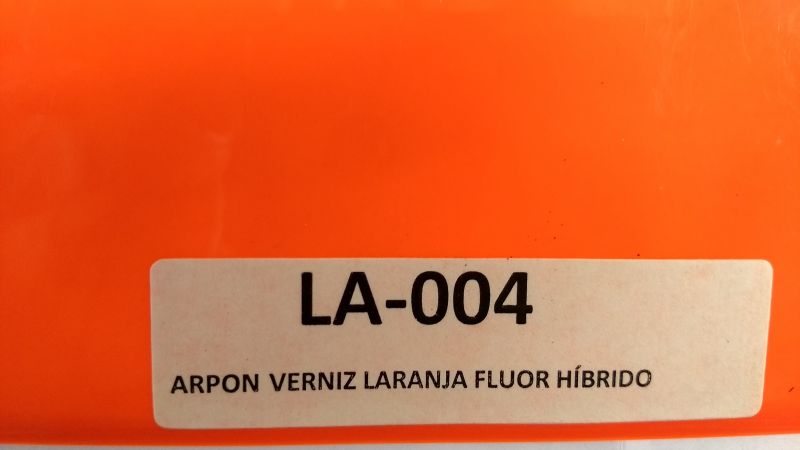 LA-004
ARPON VERNIZ LARANJA FLUOR HÍBRIDO